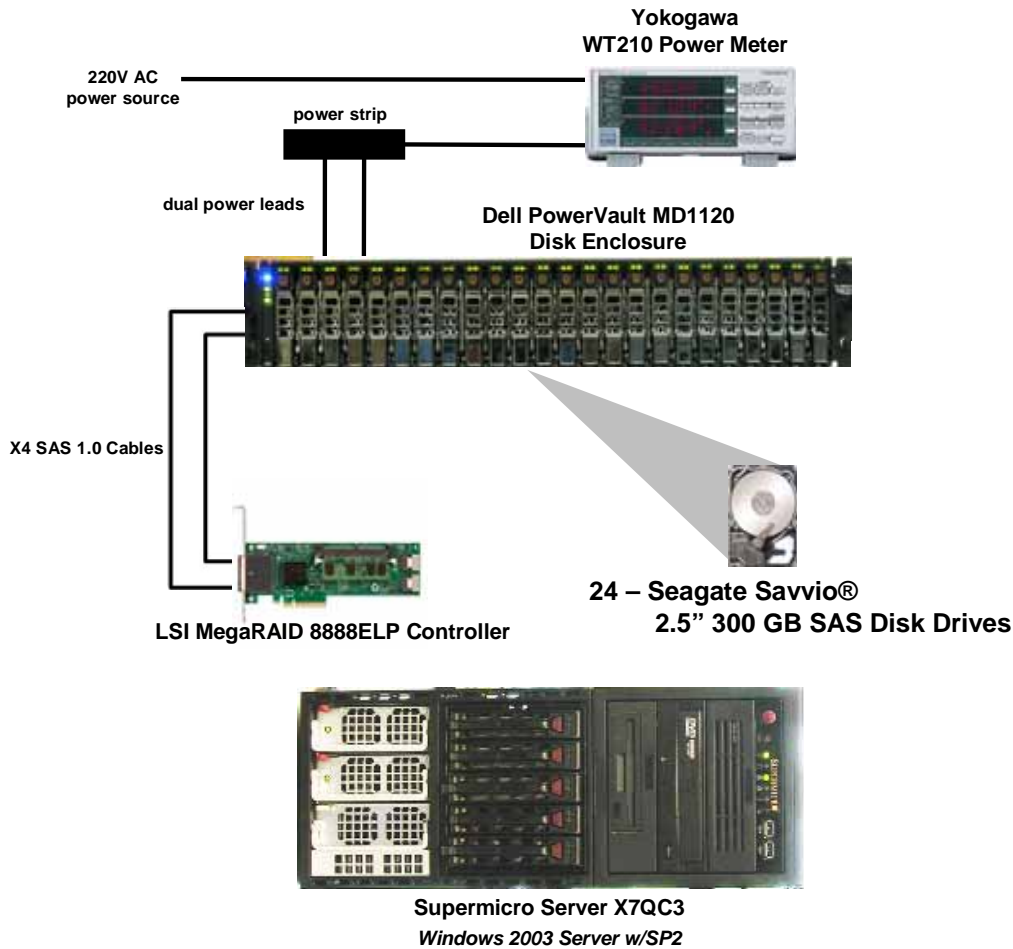 Yokogawa
WT210 Power Meter
220V AC
power source
power strip
dual power leads
Dell PowerVault MD1120
Disk Enclosure
X4 SAS 1.0 Cables
24 – Seagate Savvio®
2.5” 300 GB SAS Disk Drives
LSI MegaRAID 8888ELP Controller
Supermicro Server X7QC3
Windows 2003 Server w/SP2